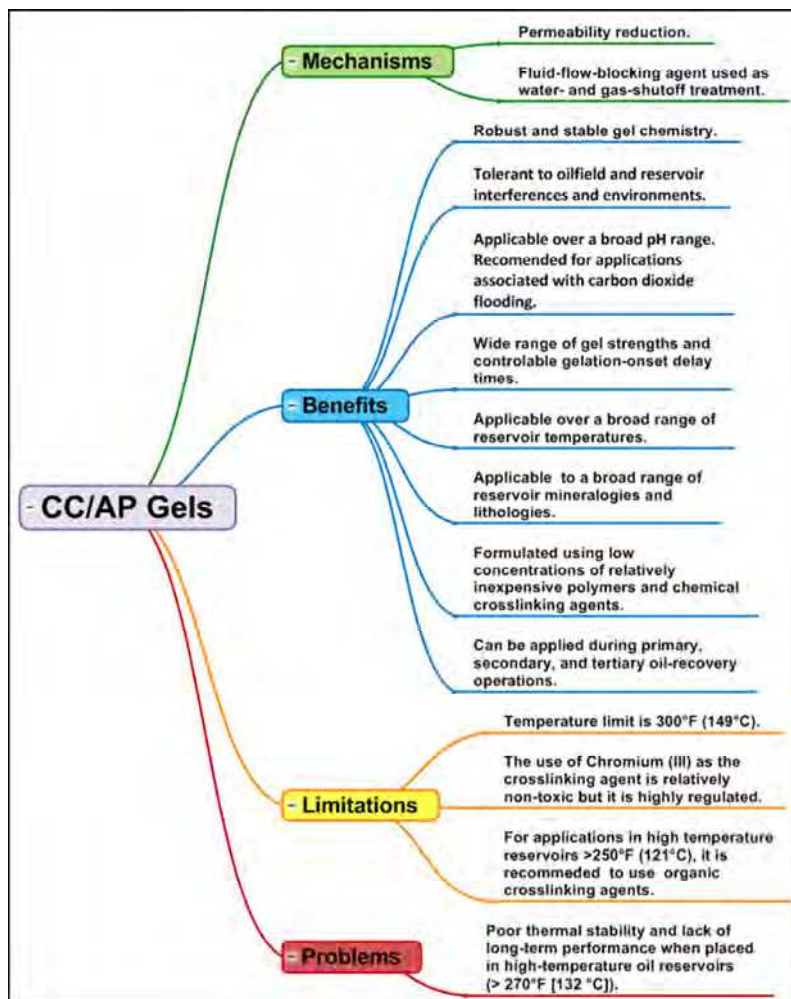 CC/AP Gels
Mechanisms
Permeability reduction.
Fluid-flow-blocking agent used as
water- and gas-shutoff treatment.
Benefits
Robust and stable gel chemistry.
Tolerant to oilfield and reservoir
interferences and environments.
Applicable over a broad pH range.
Recomended for applications
associated with carbon dioxide
flooding.
Wide range of gel strengths and
controlable gelation-onset delay
times.
Applicable over a broad range of
reservoir temperatures.
Applicable to a broad range of
reservoir mineralogies and
lithologies.
Formulated using low
concentrations of relatively
inexpensive polymers and chemical
crosslinking agents.
Can be applied during primary,
secondary, and tertiary oil-recovery
operations.
Limitations
Temperature limit is 300°F (149°C).
The use of Chromium (III) as the
crosslinking agent is relatively
non-toxic but it is highly regulated.
For applications in high temperature
reservoirs >250°F (121°C), it is
recommeded to use organic
crosslinking agents.
Problems
Poor thermal stability and lack of
long-term performance when placed
in high-temperature oil reservoirs
(> 270°F [132 °C]).